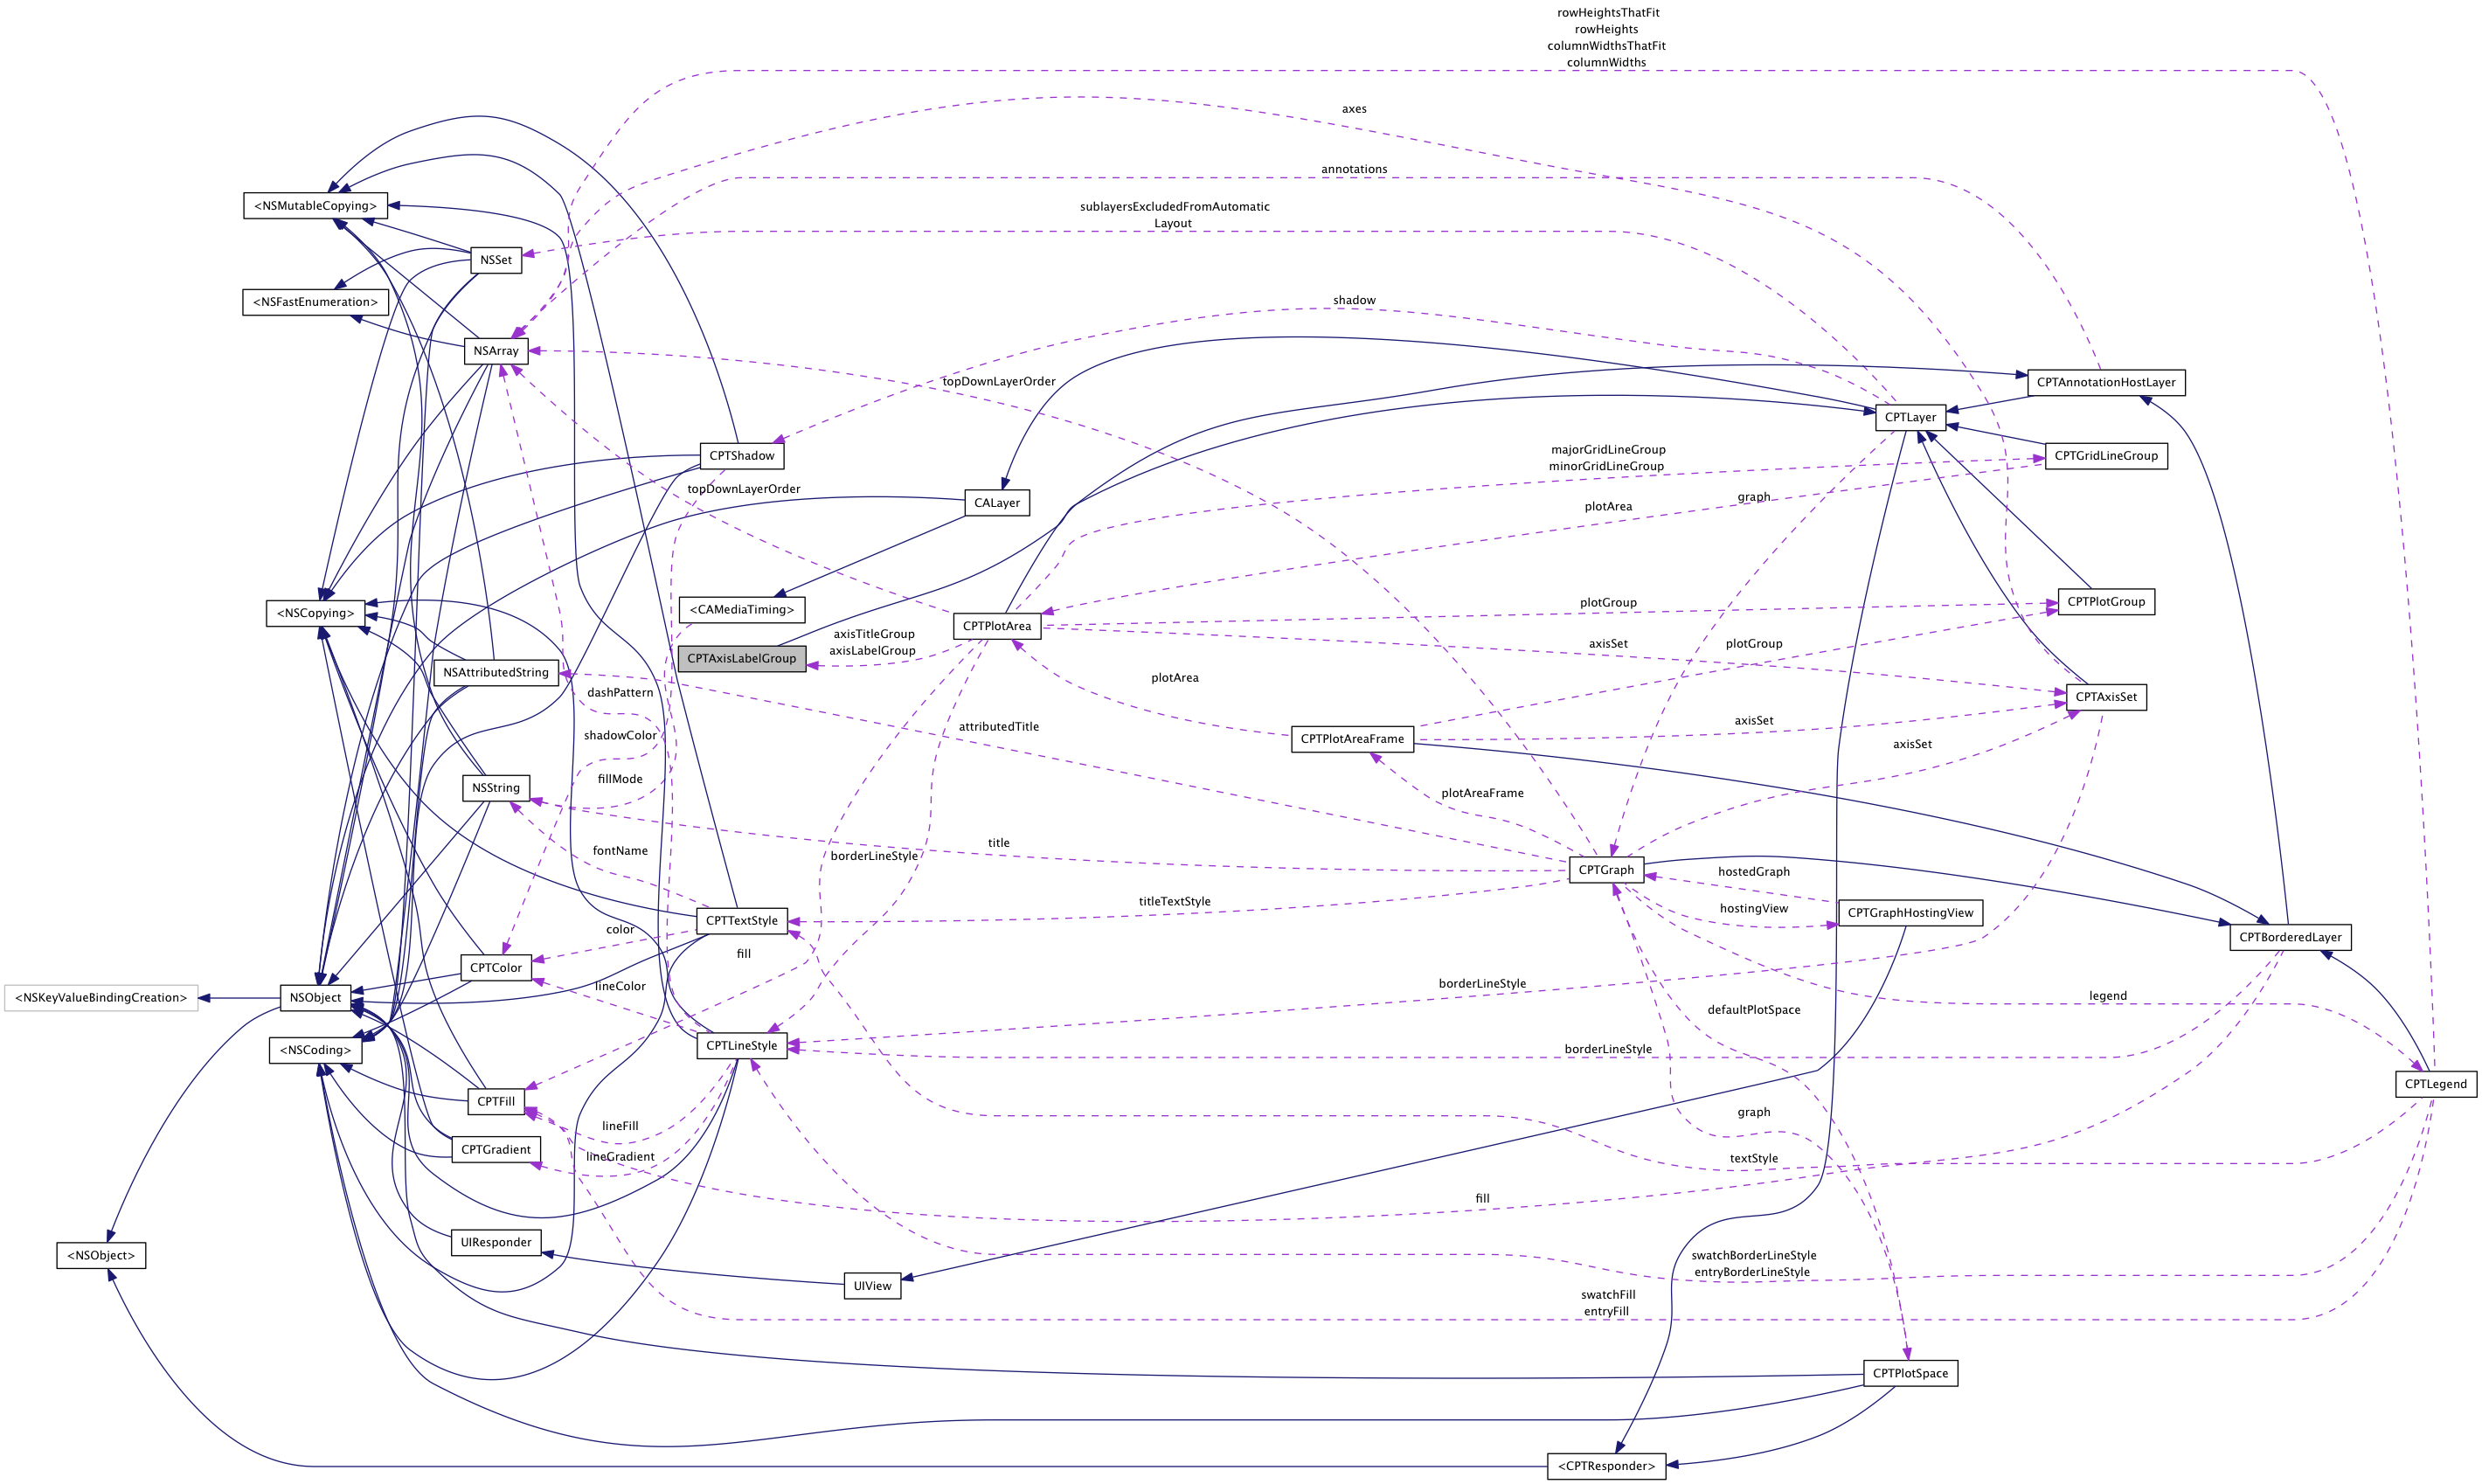 rowHeightsThatFit
rowHeights
columnWidthsThatFit
columnWidths
axes
annotations
<NSMutableCopying>
sublayersExcludedFromAutomatic
Layout
NSSet
<NSFastEnumeration>
shadow
NSArray
topDownLayerOrder
CPTAnnotationHostLayer
CPTLayer
CPTShadow
majorGridLineGroup
minorGridLineGroup
CPTGridLineGroup
topDownLayerOrder
CALayer
graph
plotArea
<NSCopying>
<CAMediaTiming>
CPTPlotArea
plotGroup
CPTPlotGroup
axisTitleGroup
axisLabelGroup
CPTAxisLabelGroup
axisSet
plotGroup
NSAttributedString
plotArea
dashPattern
CPTAxisSet
attributedTitle
shadowColor
CPTPlotAreaFrame
axisSet
axisSet
NSString
fillMode
plotAreaFrame
fontName
title
borderLineStyle
CPTGraph
hostedGraph
titleTextStyle
hostingView
CPTGraphHostingView
CPTTextStyle
color
fill
CPTBorderedLayer
CPTColor
lineColor
<NSKeyValueBindingCreation>
NSObject
borderLineStyle
legend
defaultPlotSpace
<NSCoding>
CPTLineStyle
borderLineStyle
CPTLegend
CPTFill
lineFill
graph
CPTGradient
lineGradient
textStyle
fill
UIResponder
<NSObject>
swatchBorderLineStyle
entryBorderLineStyle
UIView
swatchFill
entryFill
CPTPlotSpace
<CPTResponder>